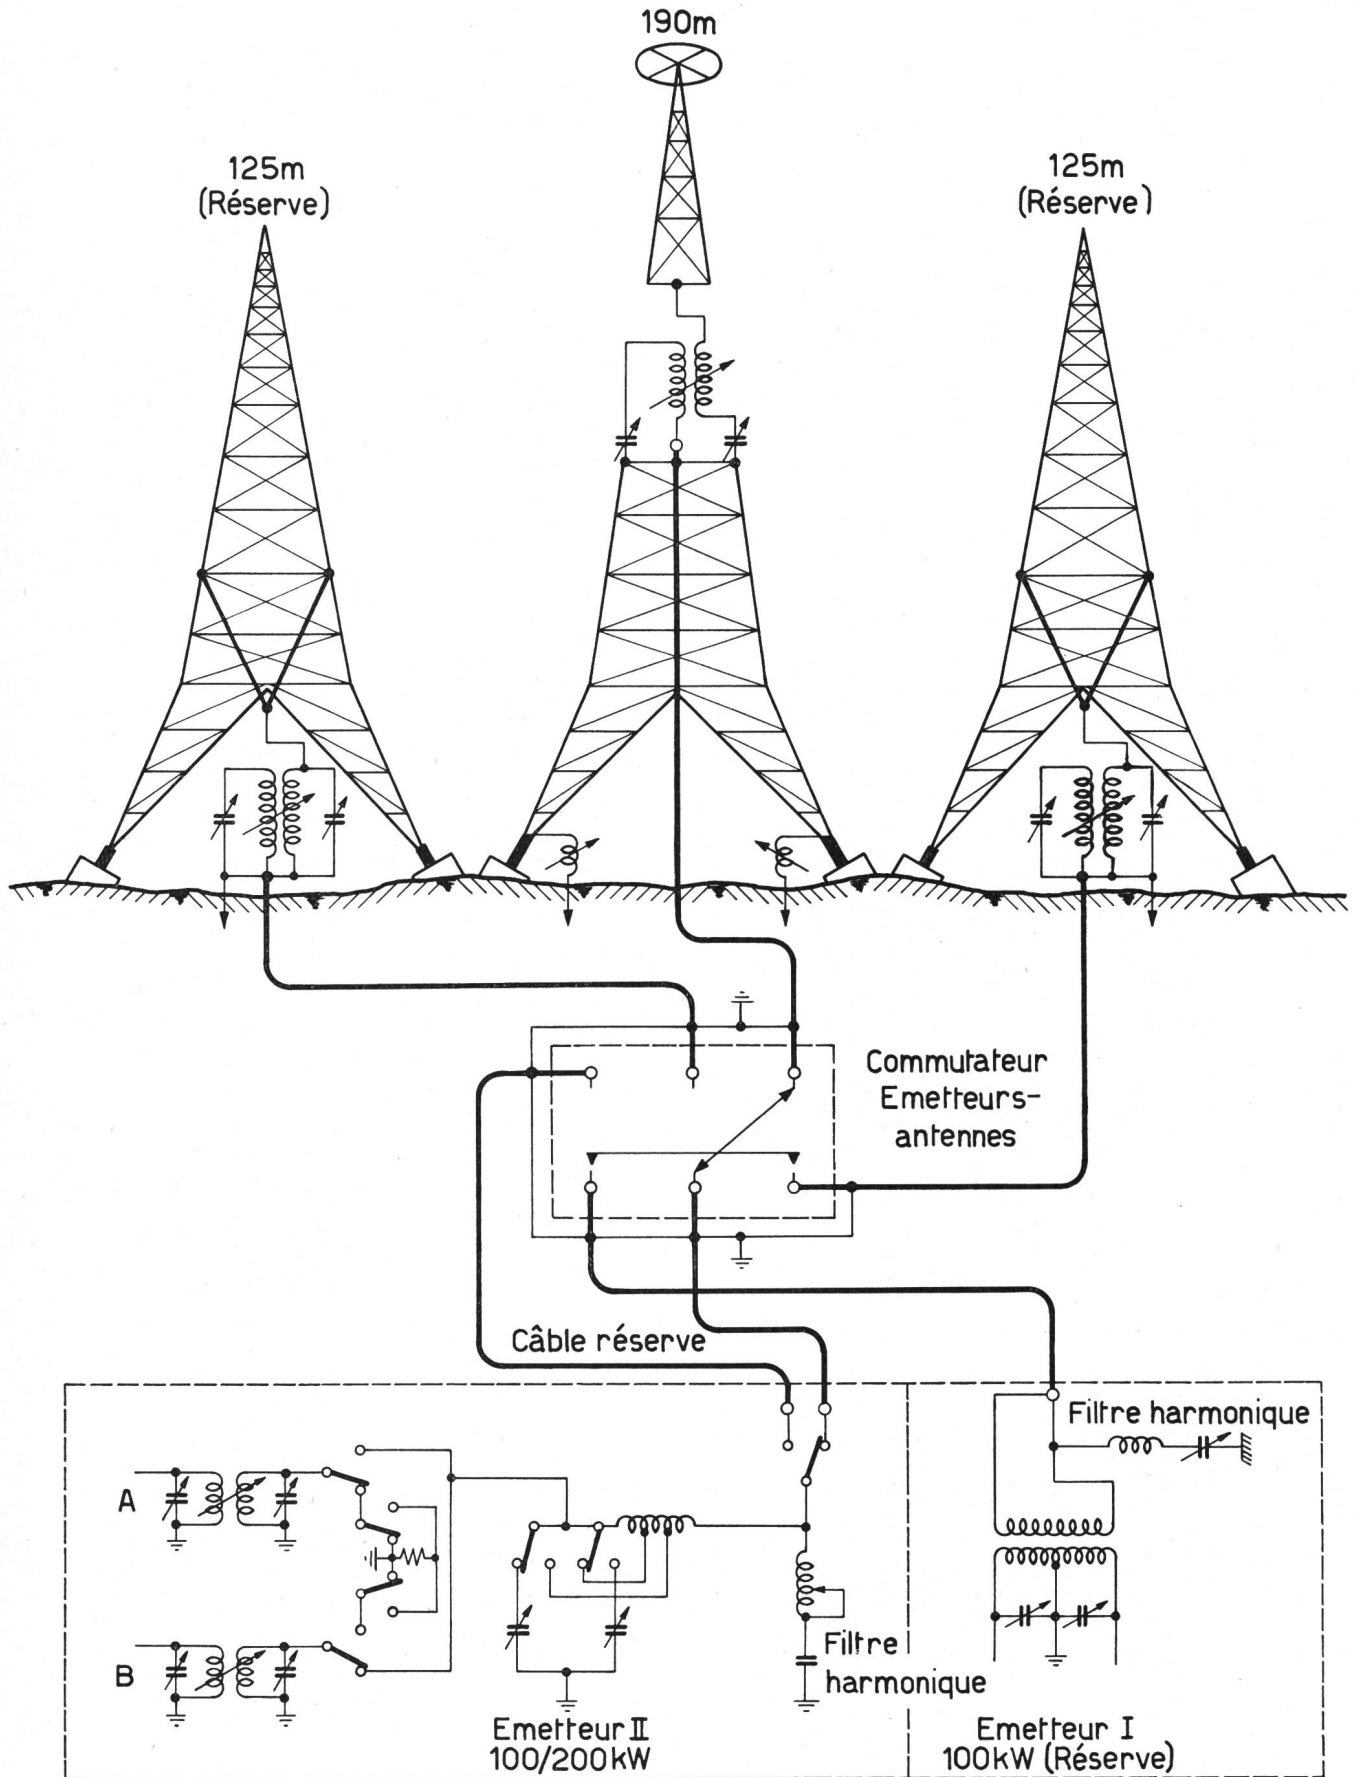 190m
125m
(Réserve)
125m
(Réserve)
Commutateur
Emetteurs-
antennes
Câble réserve
Filtre harmonique
A
B
Filtre
harmonique
Emetteur II
100/200kW
Emetteur I
100kW (Réserve)